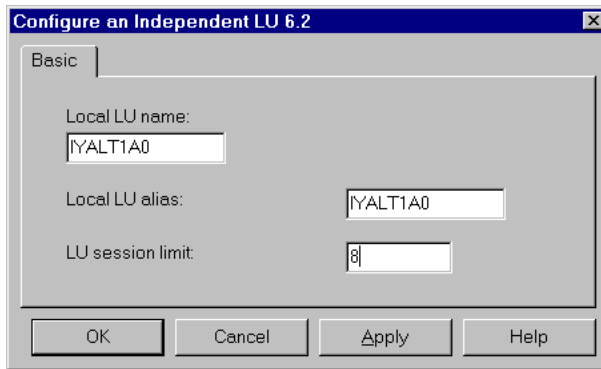 Configure an Independent LU 6.2
Basic
Local LU name:
IYALT1A0
Local LU alias:
IYALT1A0
LU session limit:
8
OK Cancel Apply Help